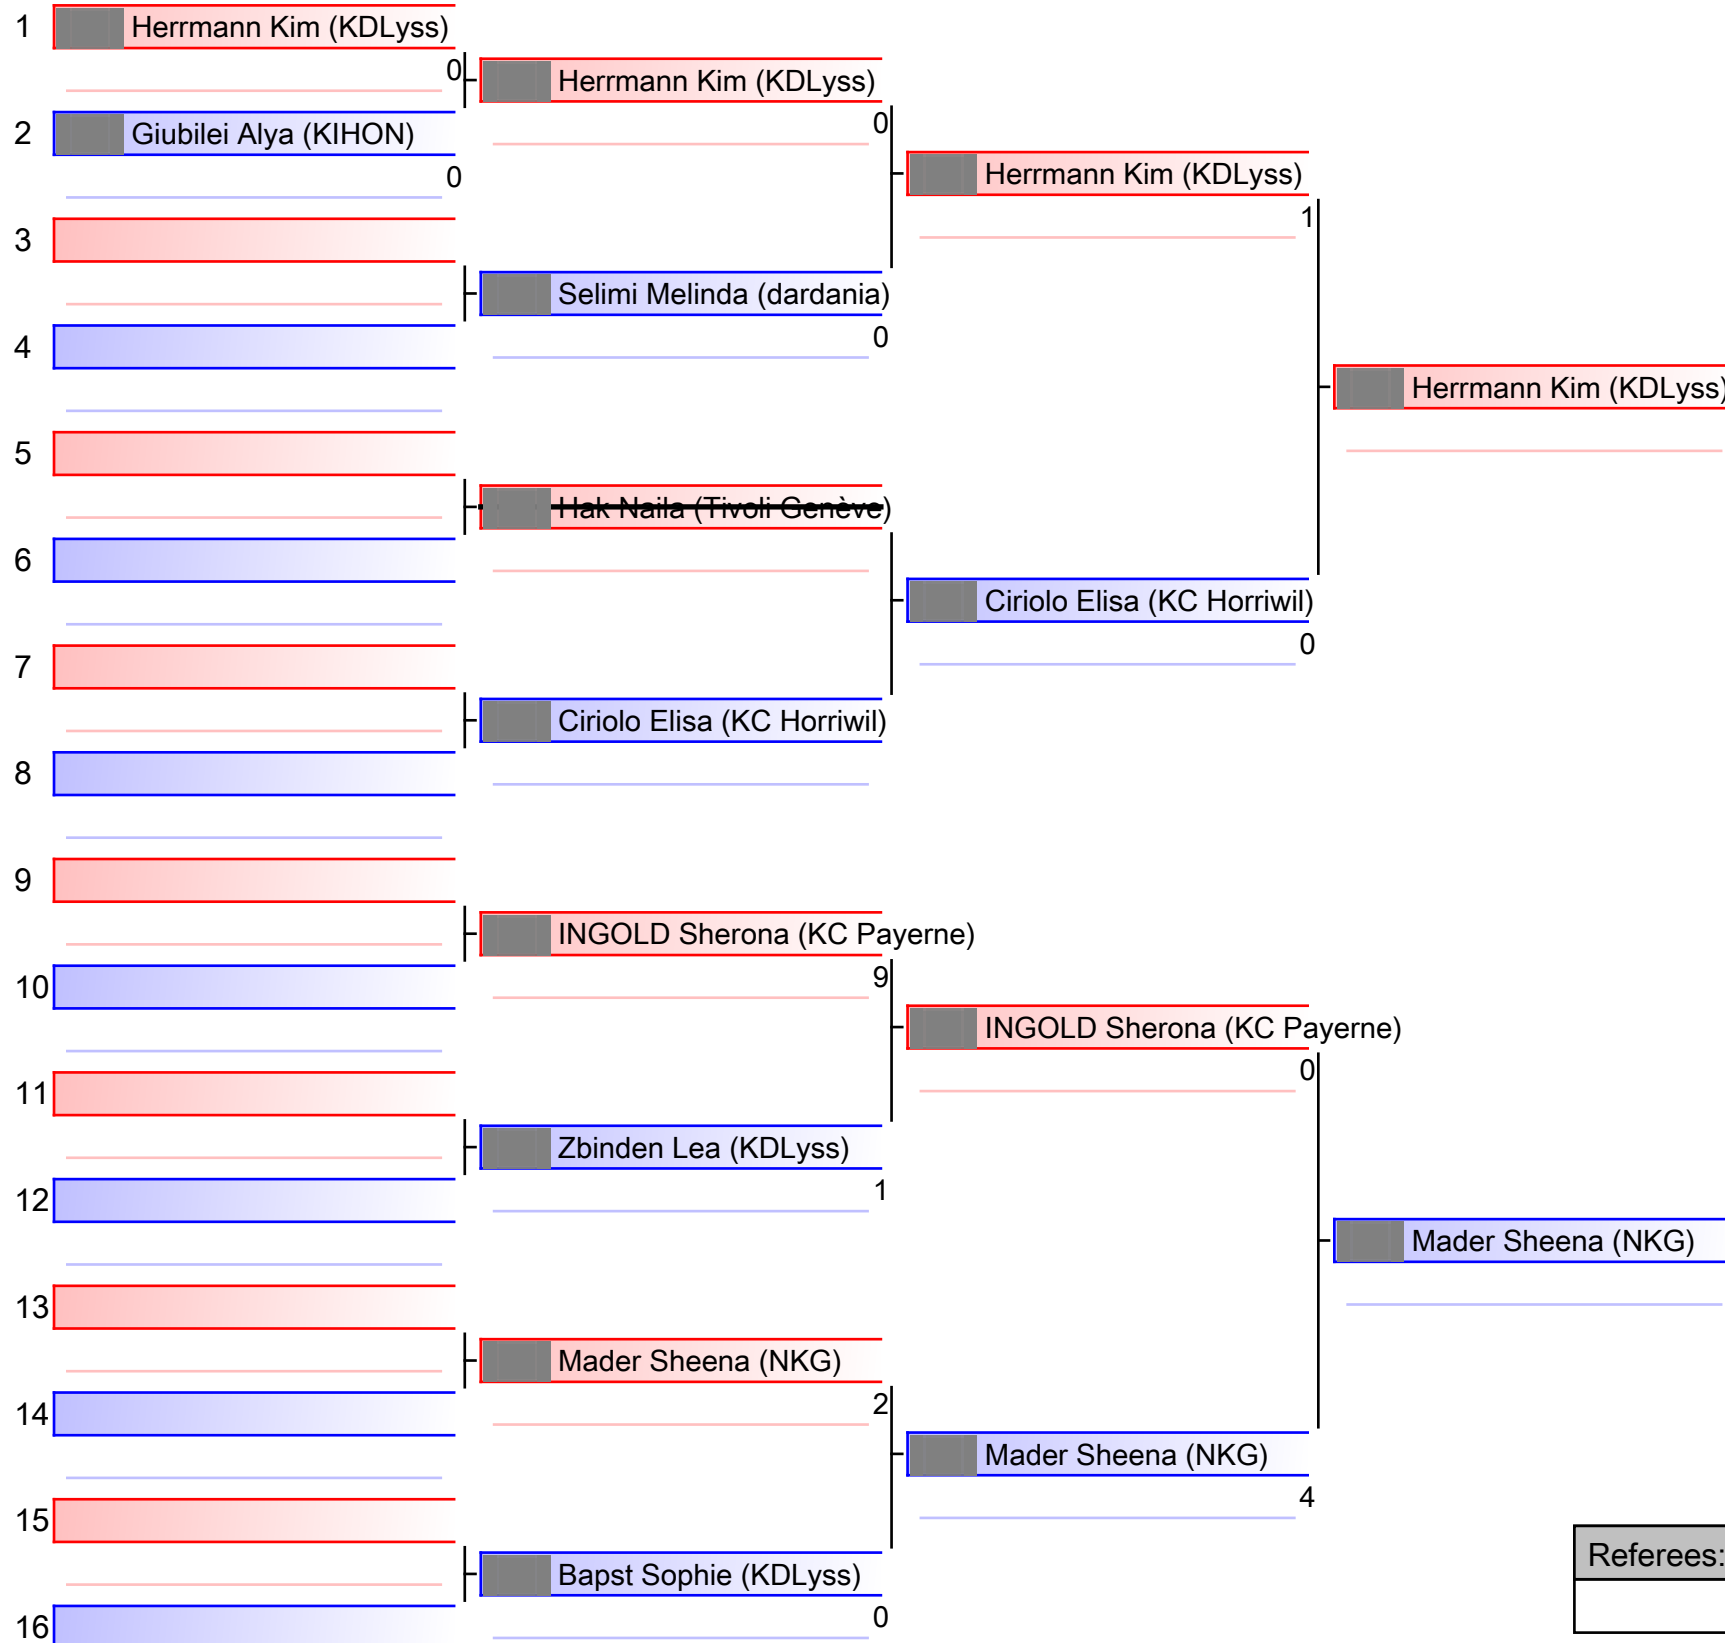 1
Herrmann Kim (KDLyss)
0
Herrmann Kim (KDLyss)
0
2
Giubilei Alya (KIHON)
0
Herrmann Kim (KDLyss)
1
3
Selimi Melinda (dardania)
0
4
Herrmann Kim (KDLyss)
5
Hak Naila (Tivoli Genève)
6
Ciriolo Elisa (KC Horriwil)
0
7
Ciriolo Elisa (KC Horriwil)
8
9
INGOLD Sherona (KC Payerne)
9
10
INGOLD Sherona (KC Payerne)
0
11
Zbinden Lea (KDLyss)
1
12
Mader Sheena (NKG)
13
Mader Sheena (NKG)
2
14
Mader Sheena (NKG)
4
15
Referees:
Bapst Sophie (KDLyss)
0
16